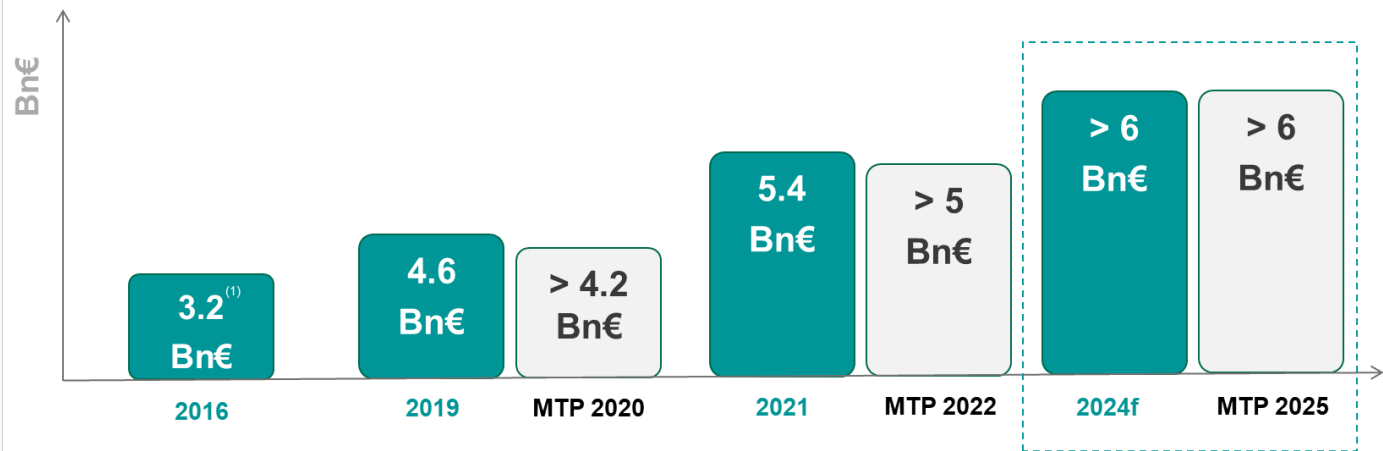 Bn€
3.2(1)
Bn€
4.6
Bn€
> 4.2
Bn€
5.4
Bn€
> 5
Bn€
> 6
Bn€
> 6
Bn€
2016
2019
MTP 2020
2021
MTP 2022
2024f
MTP 2025